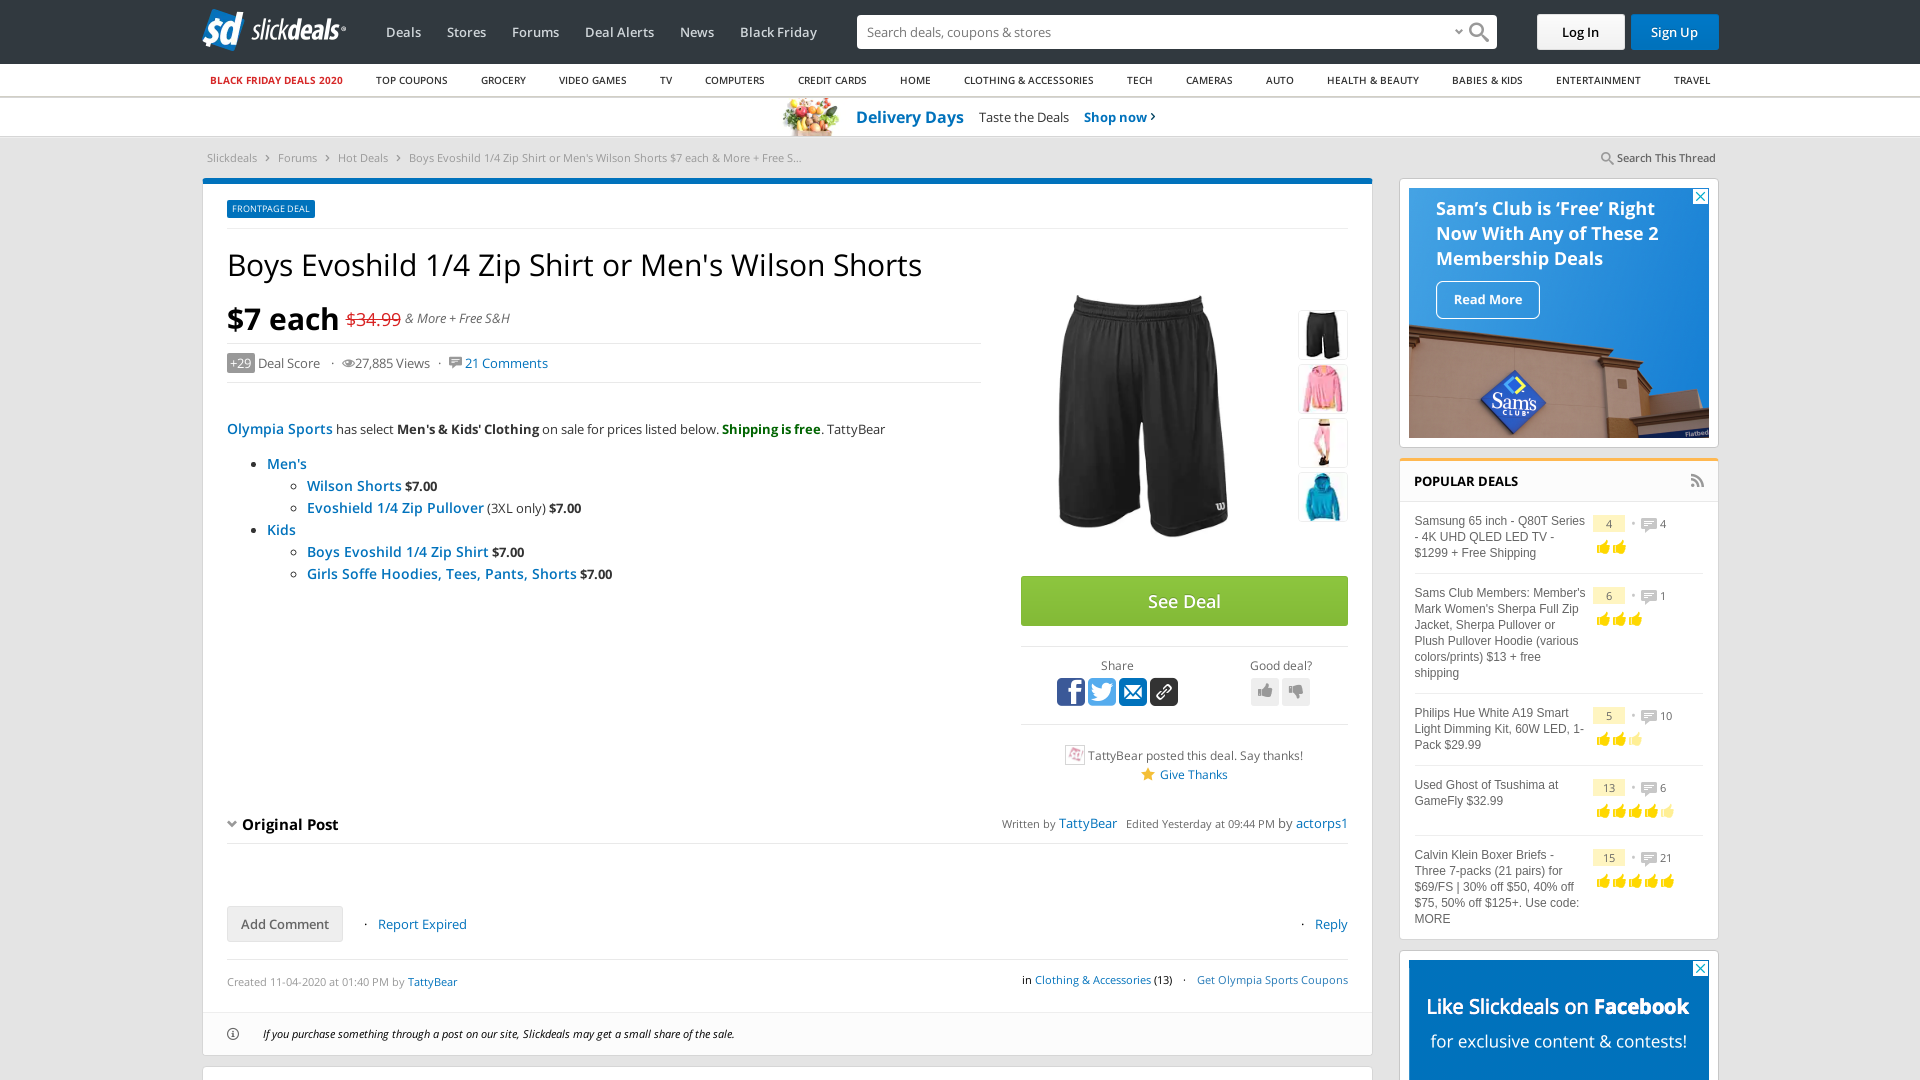 slickdeals
Deals
Stores
Forums
Deal Alerts
News
Black Friday
Search deals, coupons & stores
Log In
Sign Up
BLACK FRIDAY DEALS 2020
TOP COUPONS
GROCERY
VIDEO GAMES
TV
COMPUTERS
CREDIT CARDS
HOME
CLOTHING & ACCESSORIES
TECH
CAMERAS
AUTO
HEALTH & BEAUTY
BABIES & KIDS
ENTERTAINMENT
TRAVEL
Delivery Days Taste the Deals Shop now ›
Slickdeals › Forums › Hot Deals › Boys Evoshild 1/4 Zip Shirt or Men's Wilson Shorts $7 each & More + Free S...
Search This Thread
FRONTPAGE DEAL
Boys Evoshild 1/4 Zip Shirt or Men's Wilson Shorts
$7 each $34.99 & More + Free S&H
+29 Deal Score · 27,885 Views · 21 Comments
Olympia Sports has select Men's & Kids' Clothing on sale for prices listed below. Shipping is free. TattyBear
Men's
Wilson Shorts $7.00
Evoshield 1/4 Zip Pullover (3XL only) $7.00
Kids
Boys Evoshild 1/4 Zip Shirt $7.00
Girls Soffe Hoodies, Tees, Pants, Shorts $7.00
See Deal
Share
Good deal?
TattyBear posted this deal. Say thanks!
Give Thanks
Original Post
Written by TattyBear Edited Yesterday at 09:44 PM by actorps1
Add Comment · Report Expired
· Reply
Created 11-04-2020 at 01:40 PM by TattyBear
in Clothing & Accessories (13) · Get Olympia Sports Coupons
If you purchase something through a post on our site, Slickdeals may get a small share of the sale.
Sam's Club is 'Free' Right
Now With Any of These 2
Membership Deals
Read More
Sam's
CLUB
Flatbed
POPULAR DEALS
Samsung 65 inch - Q80T Series
- 4K UHD QLED LED TV -
$1299 + Free Shipping
4 • 4
Sams Club Members: Member's
Mark Women's Sherpa Full Zip
Jacket, Sherpa Pullover or
Plush Pullover Hoodie (various
colors/prints) $13 + free
shipping
6 • 1
Philips Hue White A19 Smart
Light Dimming Kit, 60W LED, 1-
Pack $29.99
5 • 10
Used Ghost of Tsushima at
GameFly $32.99
13 • 6
Calvin Klein Boxer Briefs -
Three 7-packs (21 pairs) for
$69/FS | 30% off $50, 40% off
$75, 50% off $125+. Use code:
MORE
15 • 21
Like Slickdeals on Facebook
for exclusive content & contests!